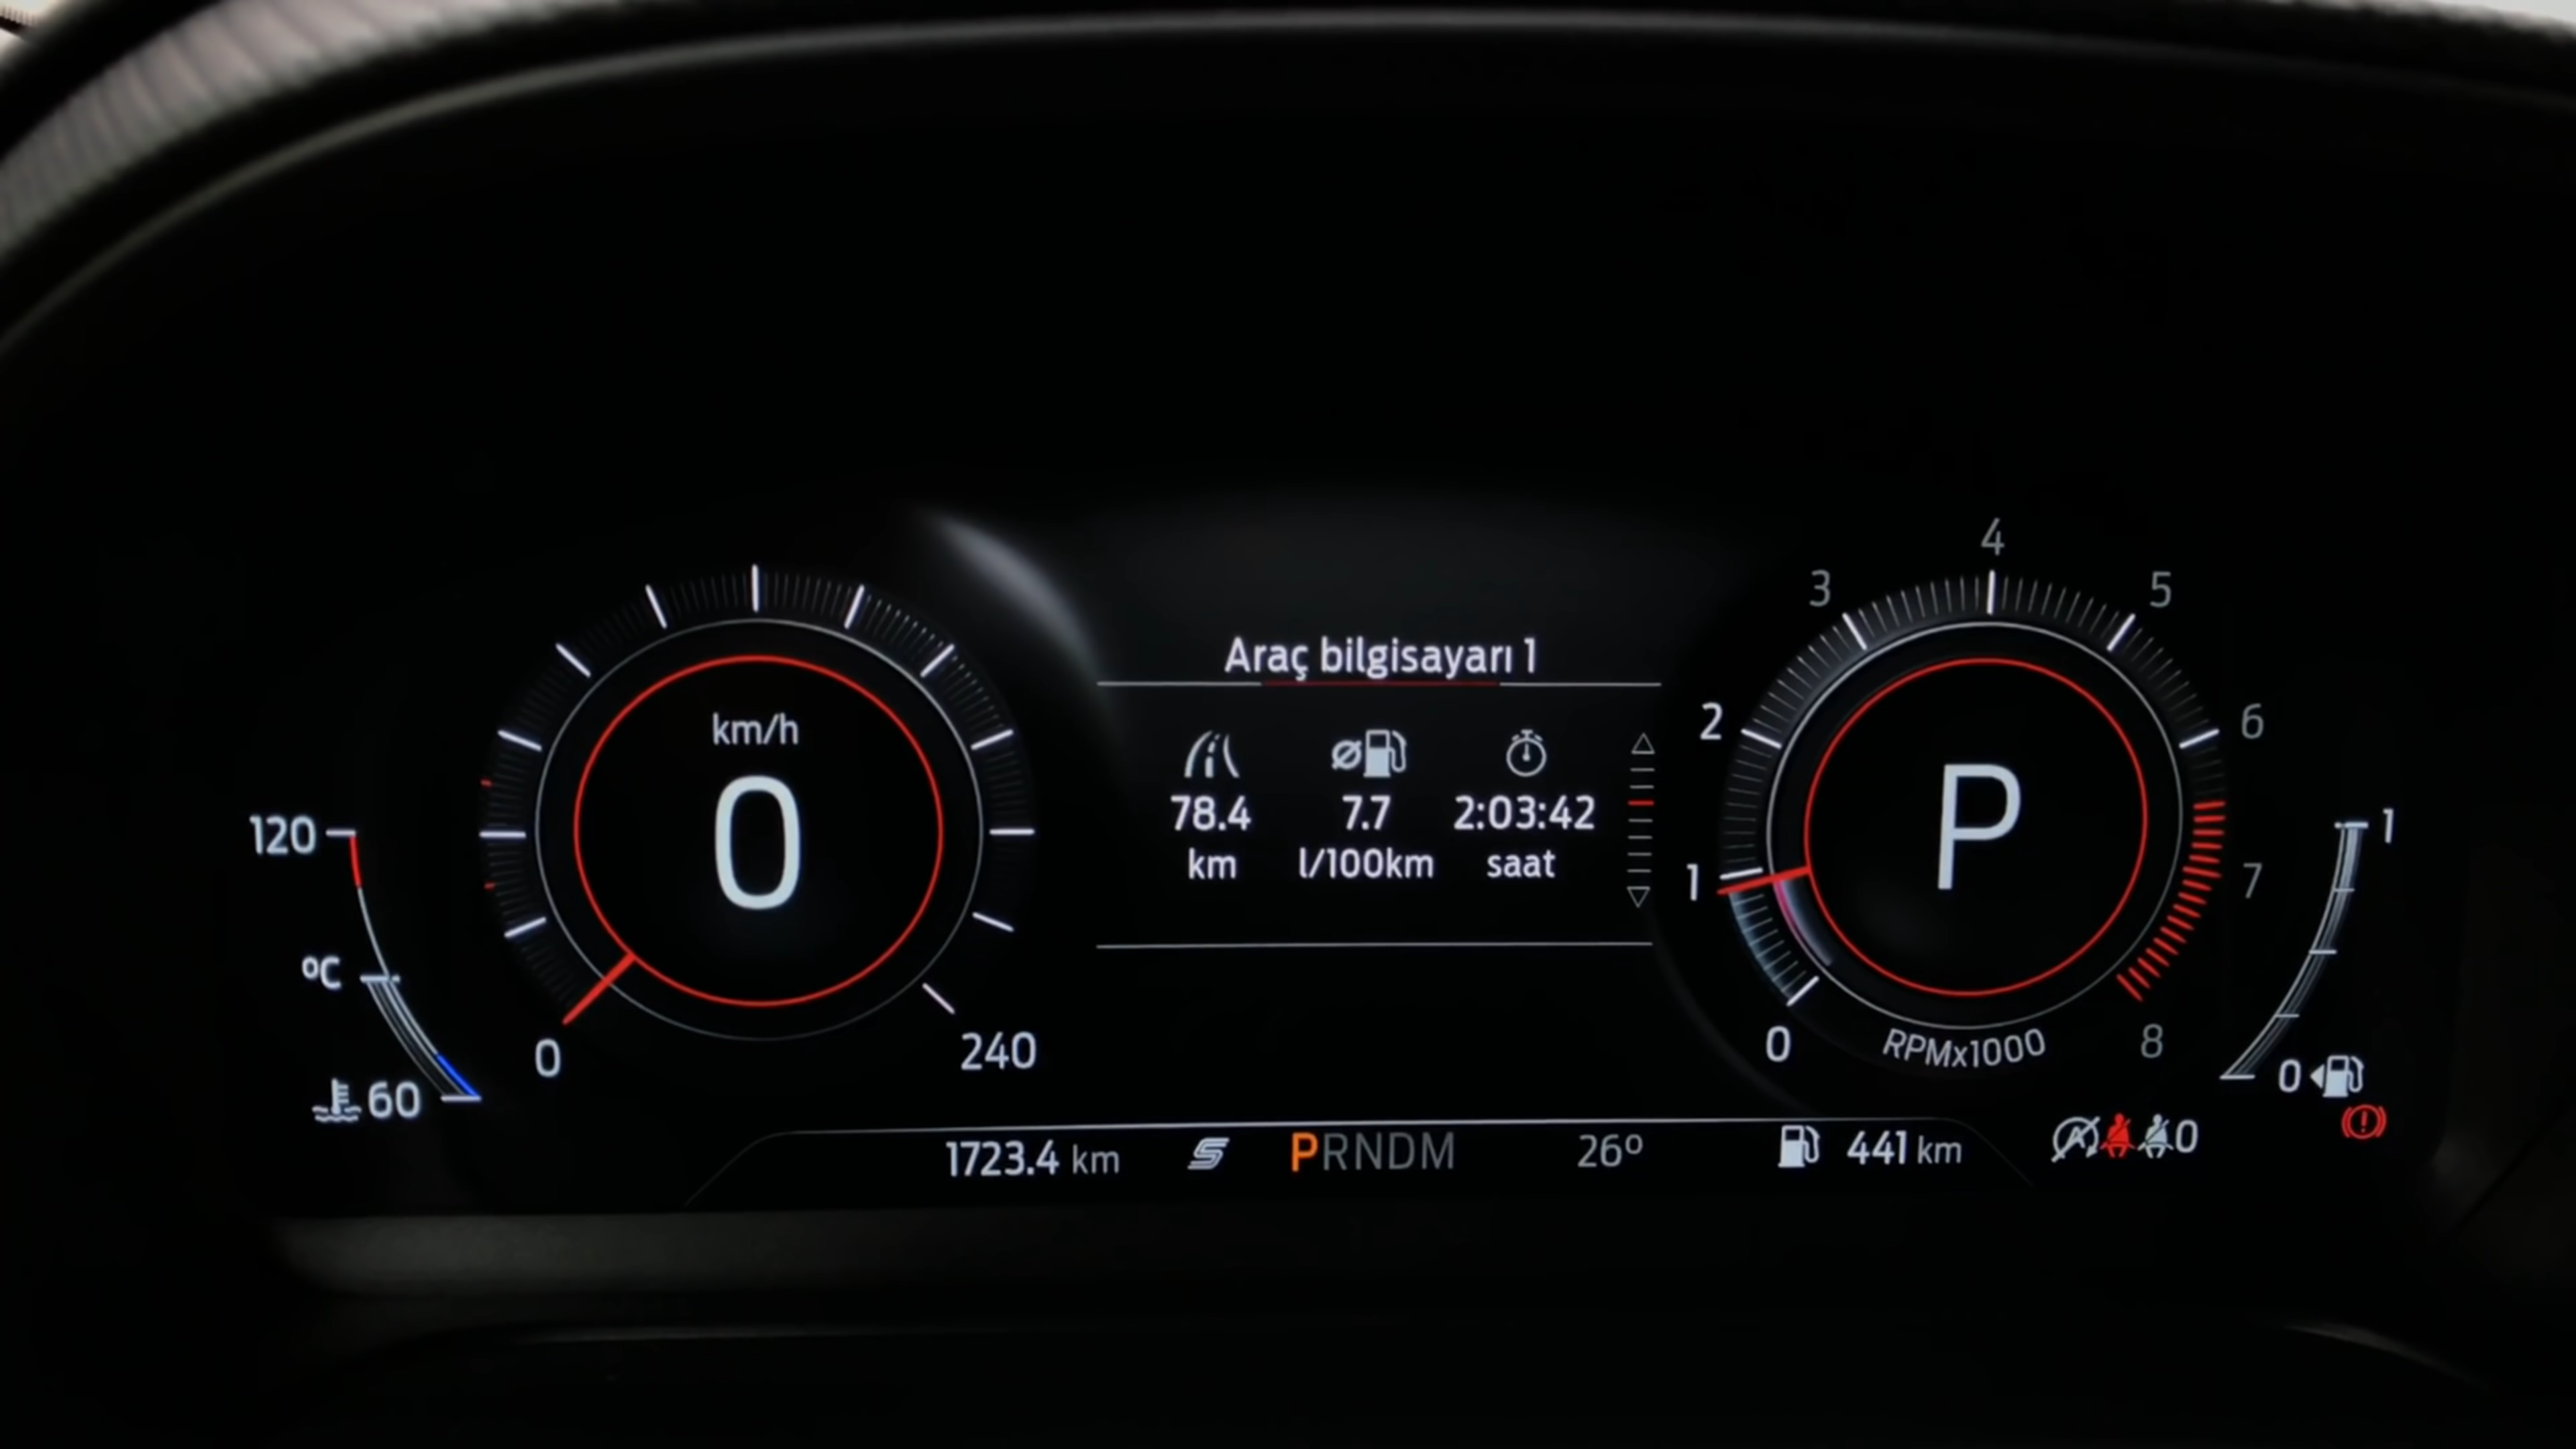 Araç bilgisayarı 1
78.4 7.7 2:03:42
km l/100km saat
km/h
0
0
240
120
ºC
60
0
1
2
3
4
5
6
7
8
RPMx1000
P
1
0
1723.4 km
PRNDM
26º
441 km
A
0